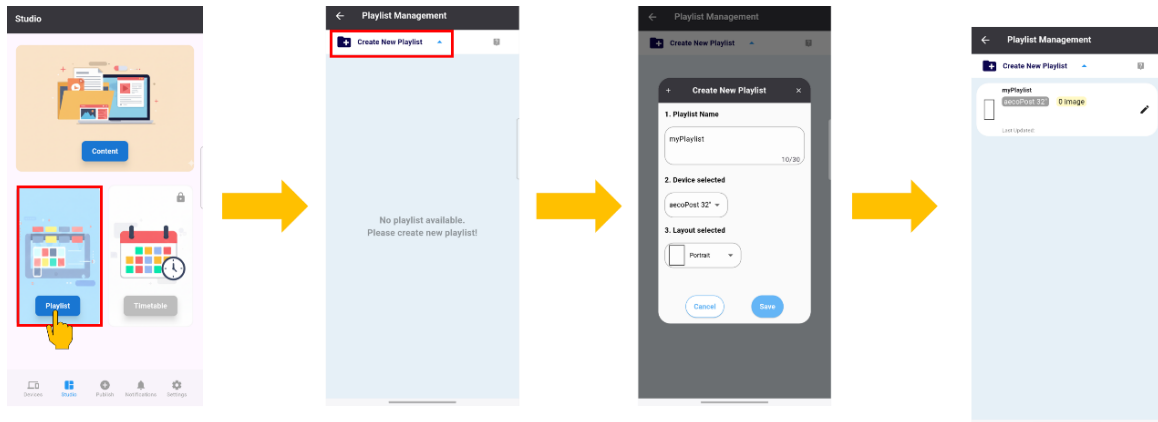 Studio
Content
Playlist
Timetable
Devices
Studio
Publish
Notifications
Settings
Playlist Management
Create New Playlist
No playlist available.
Please create new playlist!
Playlist Management
Create New Playlist
Create New Playlist
1. Playlist Name
myPlaylist
10/30
2. Device selected
aecoPost 32"
3. Layout selected
Portrait
Cancel
Save
Playlist Management
Create New Playlist
myPlaylist
aecoPost 32"
0 Image
Last Updated: